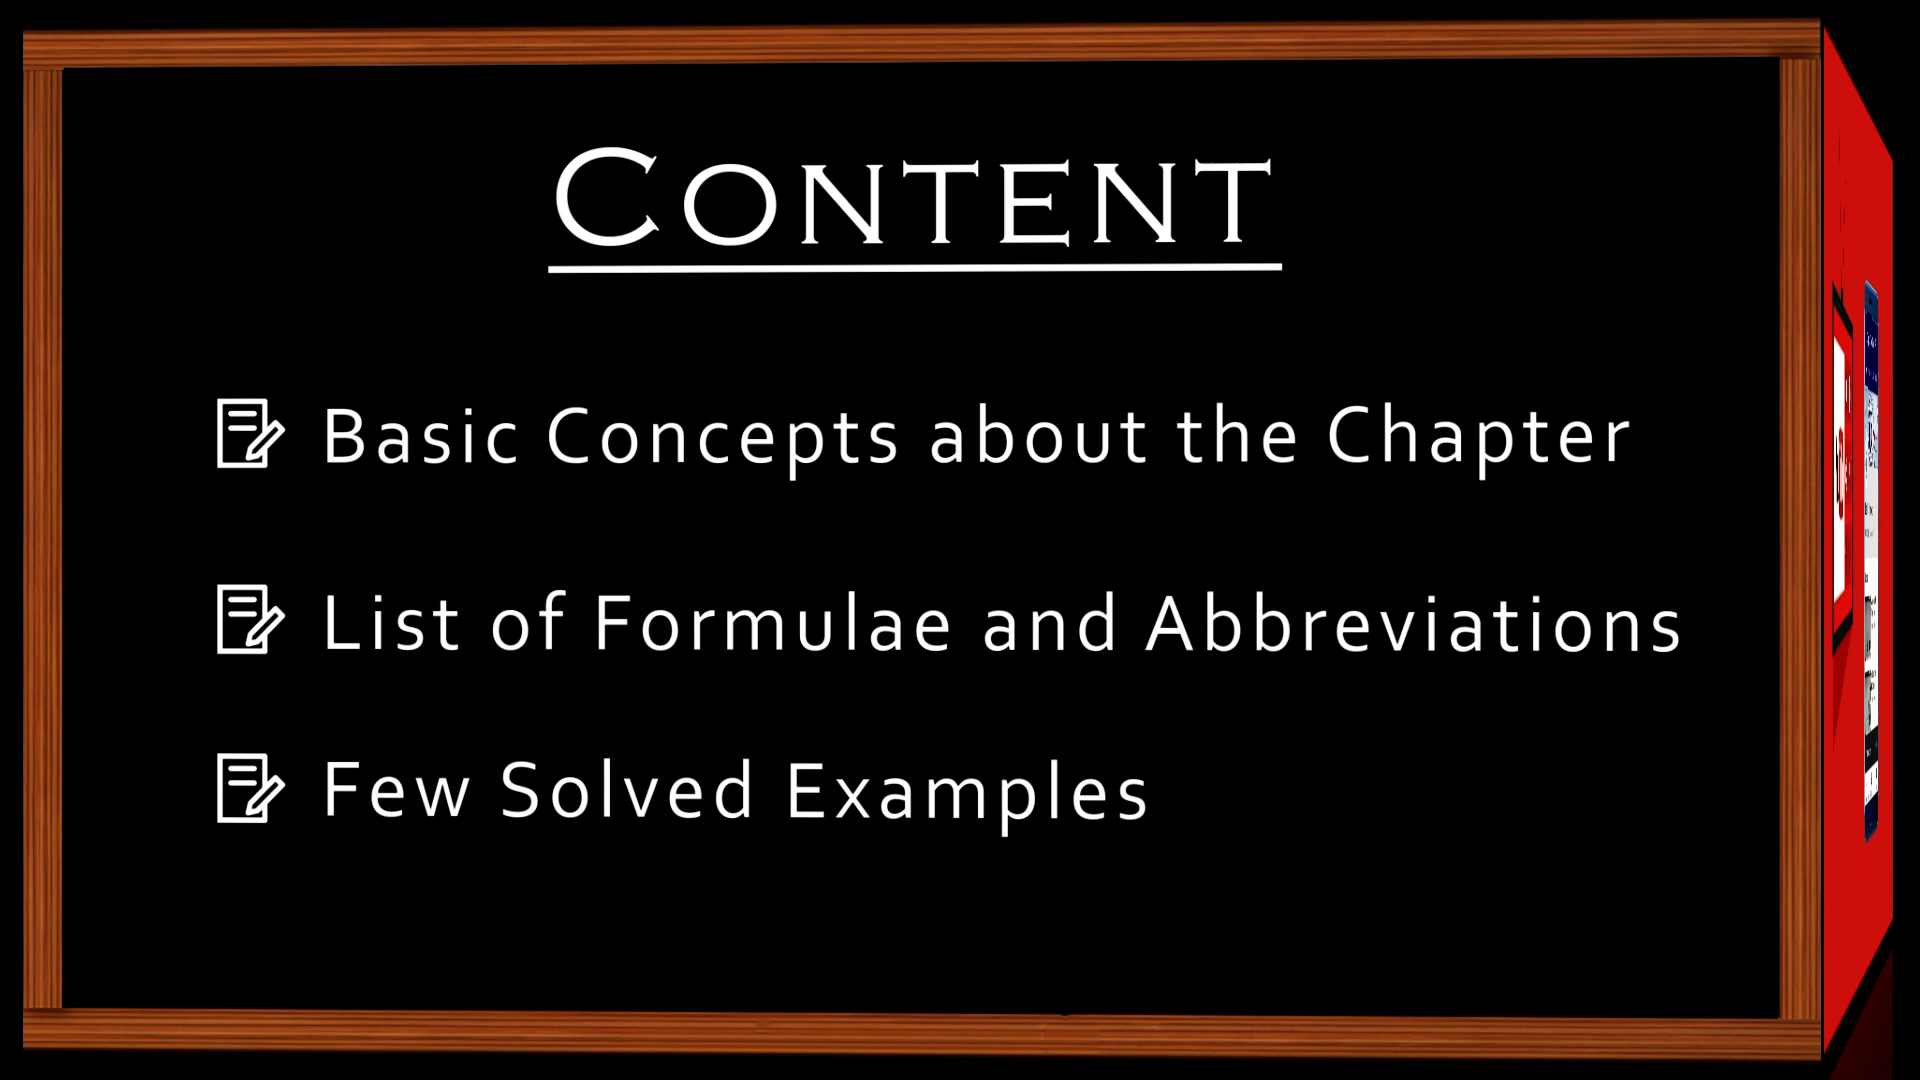 CONTENT
Basic Concepts about the Chapter
List of Formulae and Abbreviations
Few Solved Examples